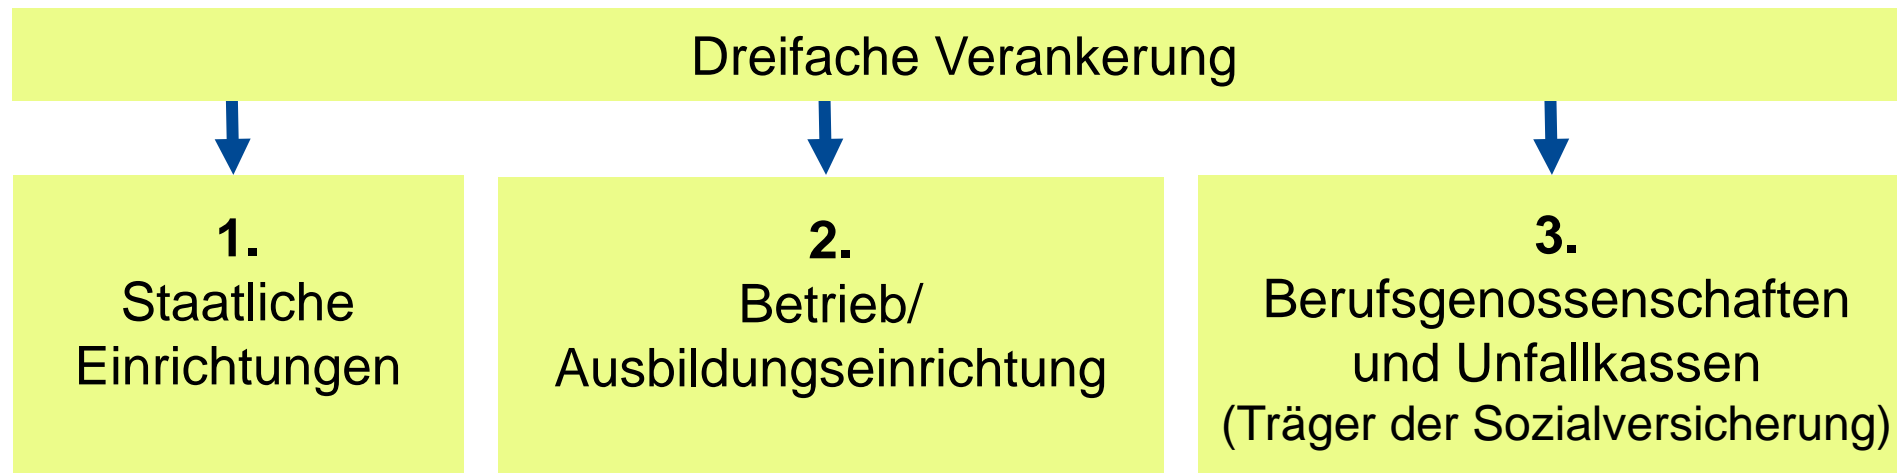 Dreifache Verankerung
1.
Staatliche
Einrichtungen
2.
Betrieb/
Ausbildungseinrichtung
3.
Berufsgenossenschaften
und Unfallkassen
(Träger der Sozialversicherung)